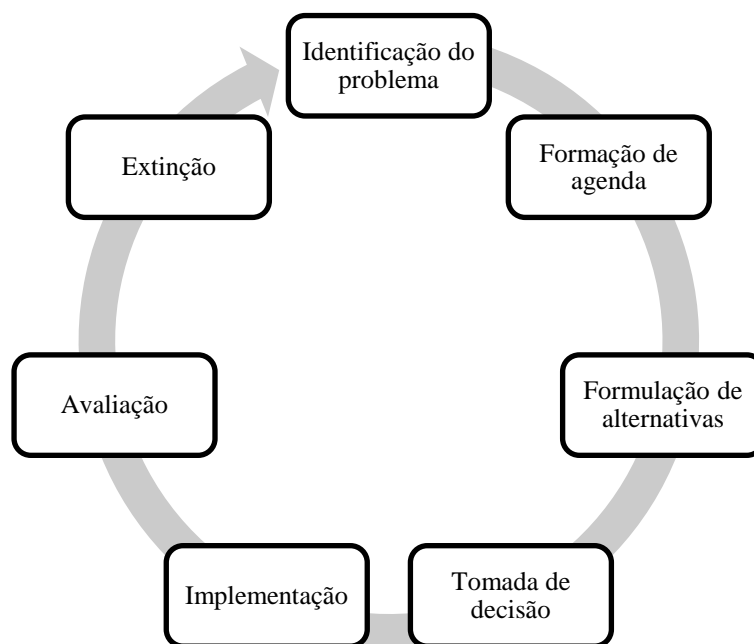 Identificação do
problema
Formação de
agenda
Formulação de
alternativas
Tomada de
decisão
Implementação
Avaliação
Extinção